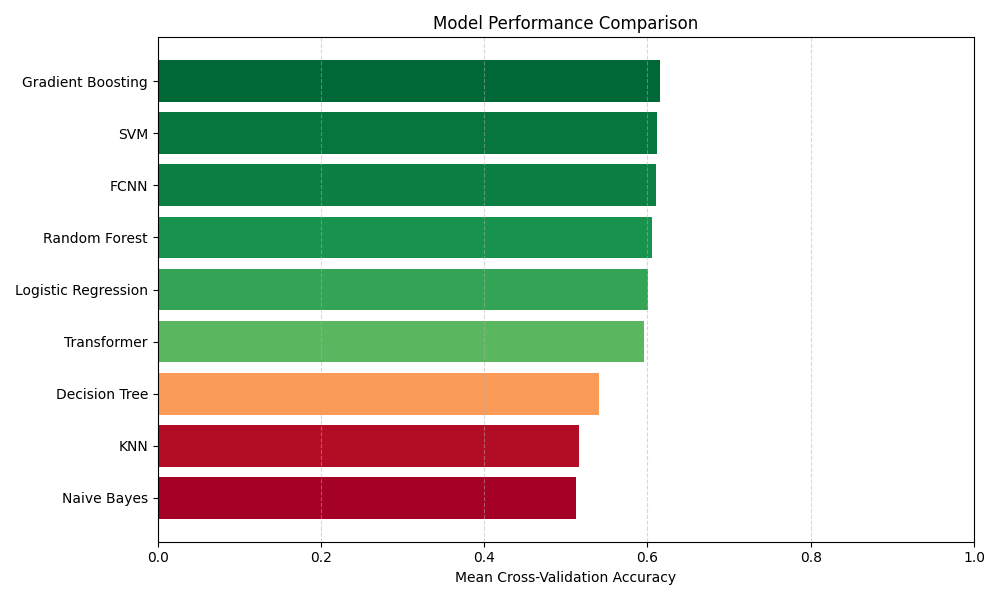 Model Performance Comparison
Gradient Boosting
SVM
FCNN
Random Forest
Logistic Regression
Transformer
Decision Tree
KNN
Naive Bayes
0.0 0.2 0.4 0.6 0.8 1.0
Mean Cross-Validation Accuracy